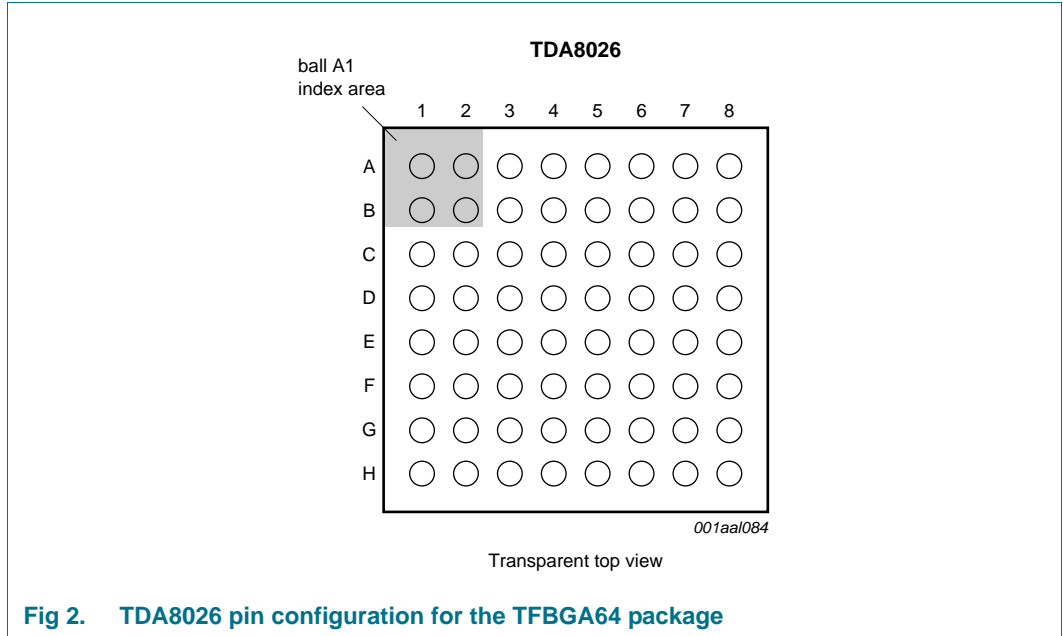 TDA8026
ball A1
index area
1 2 3 4 5 6 7 8
A
B
C
D
E
F
G
H
001aal084
Transparent top view
Fig 2. TDA8026 pin configuration for the TFBGA64 package